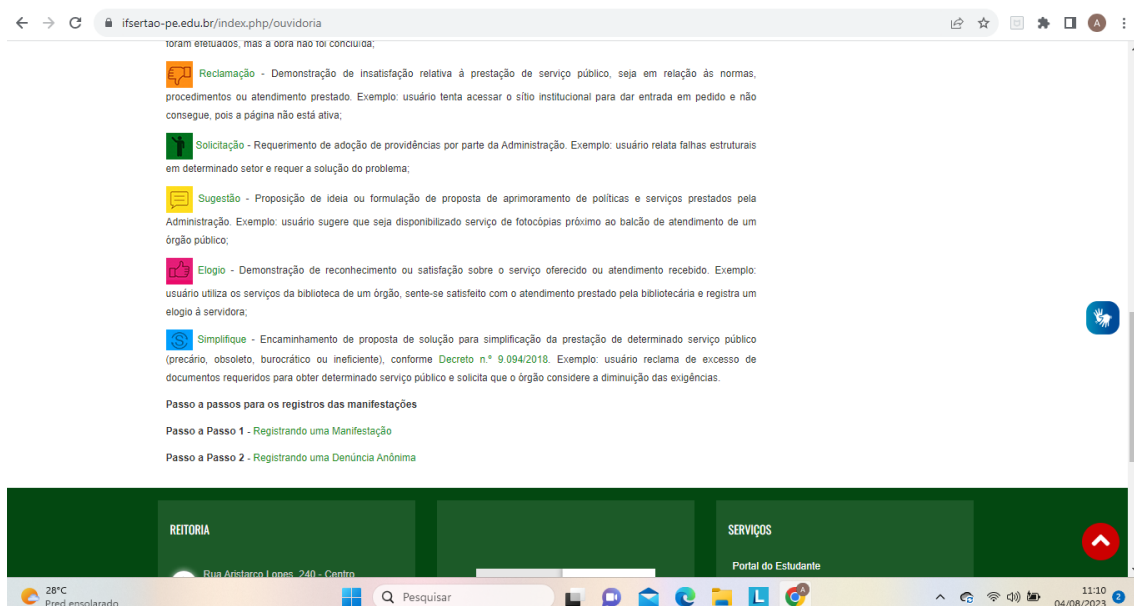 ifsertao-pe.edu.br/index.php/ouvidoria
A
foram efetuados, mas a obra não foi concluída;
Reclamação - Demonstração de insatisfação relativa á prestação de serviço público, seja em relação ás normas,
procedimentos ou atendimento prestado. Exemplo: usuário tenta acessar o sítio institucional para dar entrada em pedido e não
consegue, pois a página não está ativa;
Solicitação - Requerimento de adoção de providências por parte da Administração. Exemplo: usuário relata falhas estruturais
em determinado setor e requer a solução do problema;
Sugestão - Proposição de ideia ou formulação de proposta de aprimoramento de políticas e serviços prestados pela
Administração. Exemplo: usuário sugere que seja disponibilizado serviço de fotocòpias próximo ao balcão de atendimento de um
órgão público;
Elogio - Demonstração de reconhecimento ou satisfação sobre o serviço oferecido ou atendimento recebido. Exemplo:
usuário utiliza os serviços da biblioteca de um òrgão, sente-se satisfeito com o atendimento prestado pela bibliotecária e registra um
elogio à servidora;
Simplifique - Encaminhamento de proposta de solução para simplificação da prestação de determinado serviço público
(precário, obsoleto, burocrático ou ineficiente), conforme Decreto n.º 9.094/2018. Exemplo: usuário reclama de excesso de
documentos requeridos para obter determinado serviço público e solicita que o òrgão considere a diminuição das exigências.
Passo a passos para os registros das manifestações
Passo a Passo 1 - Registrando uma Manifestação
Passo a Passo 2 - Registrando uma Denúncia Anônima
REITORIA
Rua Aristarco Lopes, 240 - Centro
SERVIÇOS
Portal do Estudante
28°C
Pred ensolarado
Pesquisar
L
A
11:10
04/08/2023
2